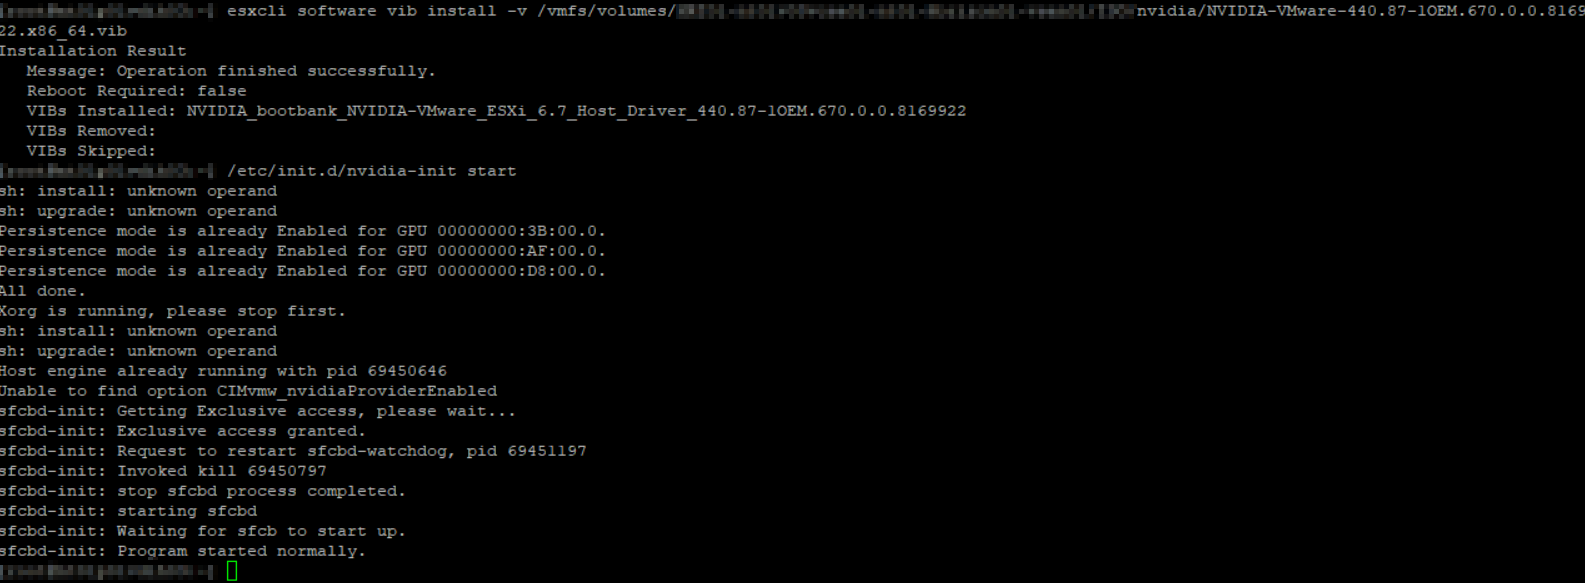 esxcli software vib install -v /vmfs/volumes/ nvidia/NVIDIA-VMware-440.87-1OEM.670.0.0.8169
22.x86_64.vib
Installation Result
Message: Operation finished successfully.
Reboot Required: false
VIBs Installed: NVIDIA_bootbank_NVIDIA-VMware_ESXi_6.7_Host_Driver_440.87-1OEM.670.0.0.8169922
VIBs Removed:
VIBs Skipped:
/etc/init.d/nvidia-init start
sh: install: unknown operand
sh: upgrade: unknown operand
Persistence mode is already Enabled for GPU 00000000:3B:00.0.
Persistence mode is already Enabled for GPU 00000000:AF:00.0.
Persistence mode is already Enabled for GPU 00000000:D8:00.0.
All done.
Xorg is running, please stop first.
sh: install: unknown operand
sh: upgrade: unknown operand
Host engine already running with pid 69450646
Unable to find option CIMvmw_nvidiaProviderEnabled
sfcbd-init: Getting Exclusive access, please wait...
sfcbd-init: Exclusive access granted.
sfcbd-init: Request to restart sfcbd-watchdog, pid 69451197
sfcbd-init: Invoked kill 69450797
sfcbd-init: stop sfcbd process completed.
sfcbd-init: starting sfcbd
sfcbd-init: Waiting for sfcb to start up.
sfcbd-init: Program started normally.